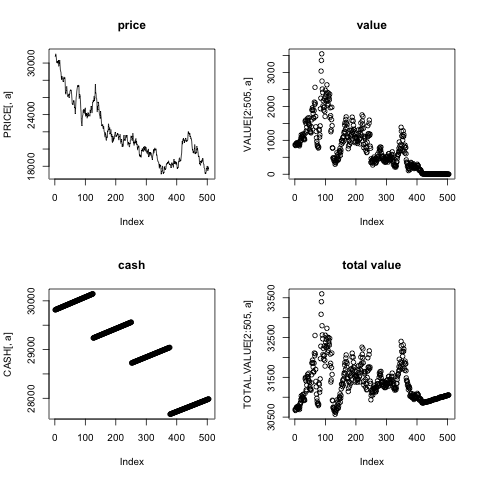 price
PRICE[, a]
30000
24000
18000
0 100 200 300 400 500
Index
value
VALUE[2:505, a]
3000
2000
1000
0
0 100 200 300 400 500
Index
cash
CASH[, a]
30000
29000
28000
0 100 200 300 400 500
Index
total value
TOTAL.VALUE[2:505, a]
33500
32500
31500
30500
0 100 200 300 400 500
Index